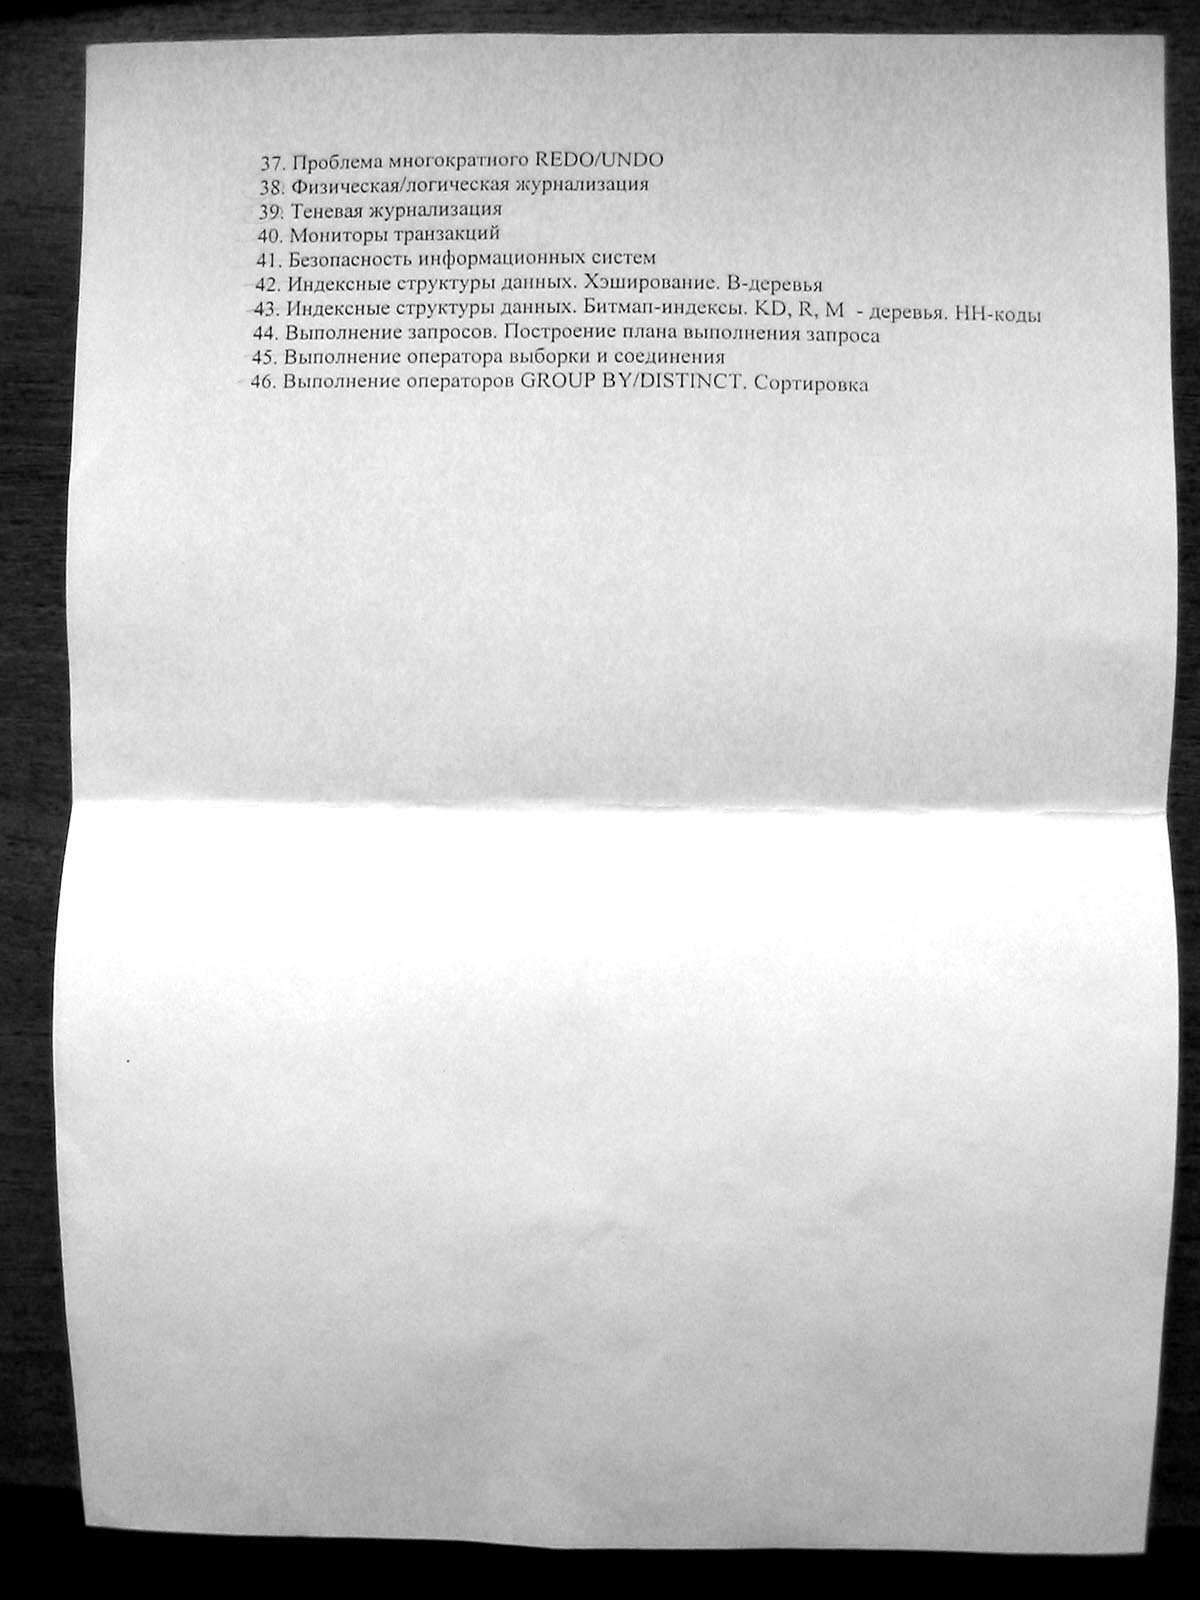 37. Проблема многократного REDO/UNDO
38. Физическая/логическая журнализация
39. Теневая журнализация
40. Мониторы транзакций
41. Безопасность информационных систем
42. Индексные структуры данных. Хэширование. В-деревья
43. Индексные структуры данных. Битмап-индексы. KD, R, M - деревья. НН-коды
44. Выполнение запросов. Построение плана выполнения запроса
45. Выполнение оператора выборки и соединения
46. Выполнение операторов GROUP BY/DISTINCT. Сортировка